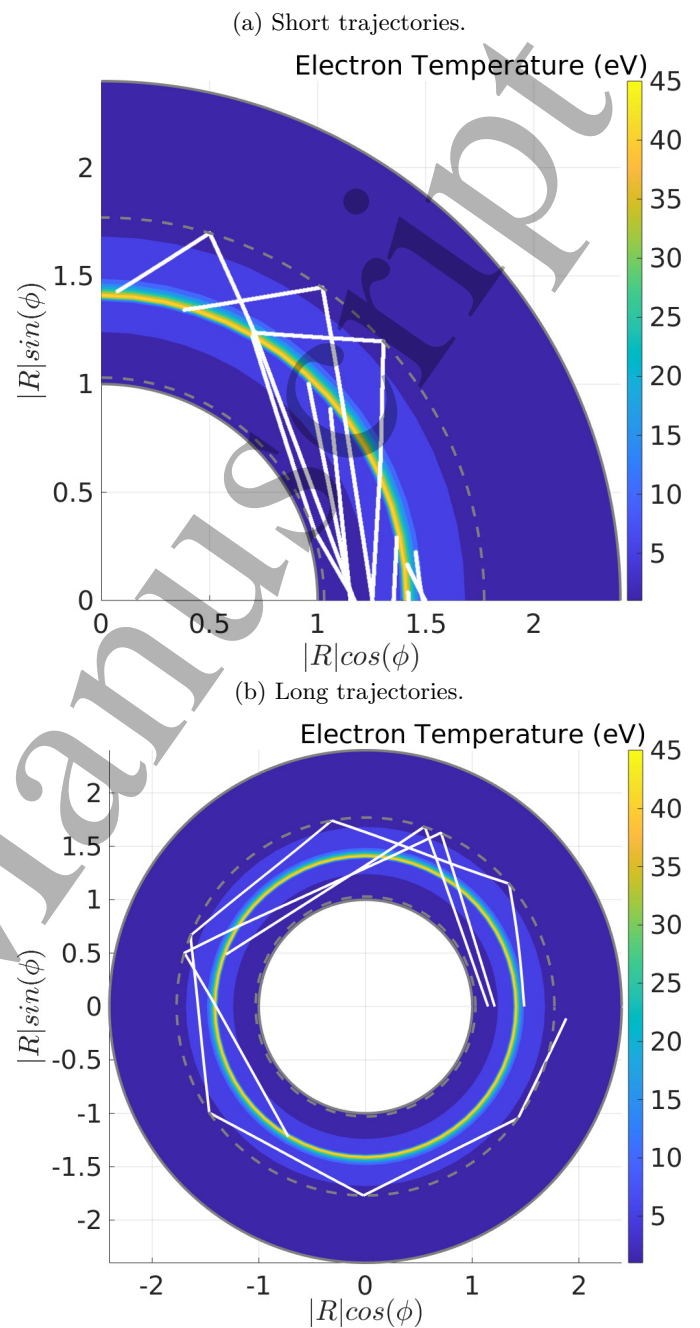 (a) Short trajectories.
Electron Temperature (eV)
45
40
35
30
25
20
15
10
5
2
1.5
1
0.5
0
|R|sin(ϕ)
0 0.5 1 1.5 2
|R|cos(ϕ)
(b) Long trajectories.
Electron Temperature (eV)
45
40
35
30
25
20
15
10
5
2
1.5
1
0.5
0
-0.5
-1
-1.5
-2
|R|sin(ϕ)
-2 -1 0 1 2
|R|cos(ϕ)
Manuscript